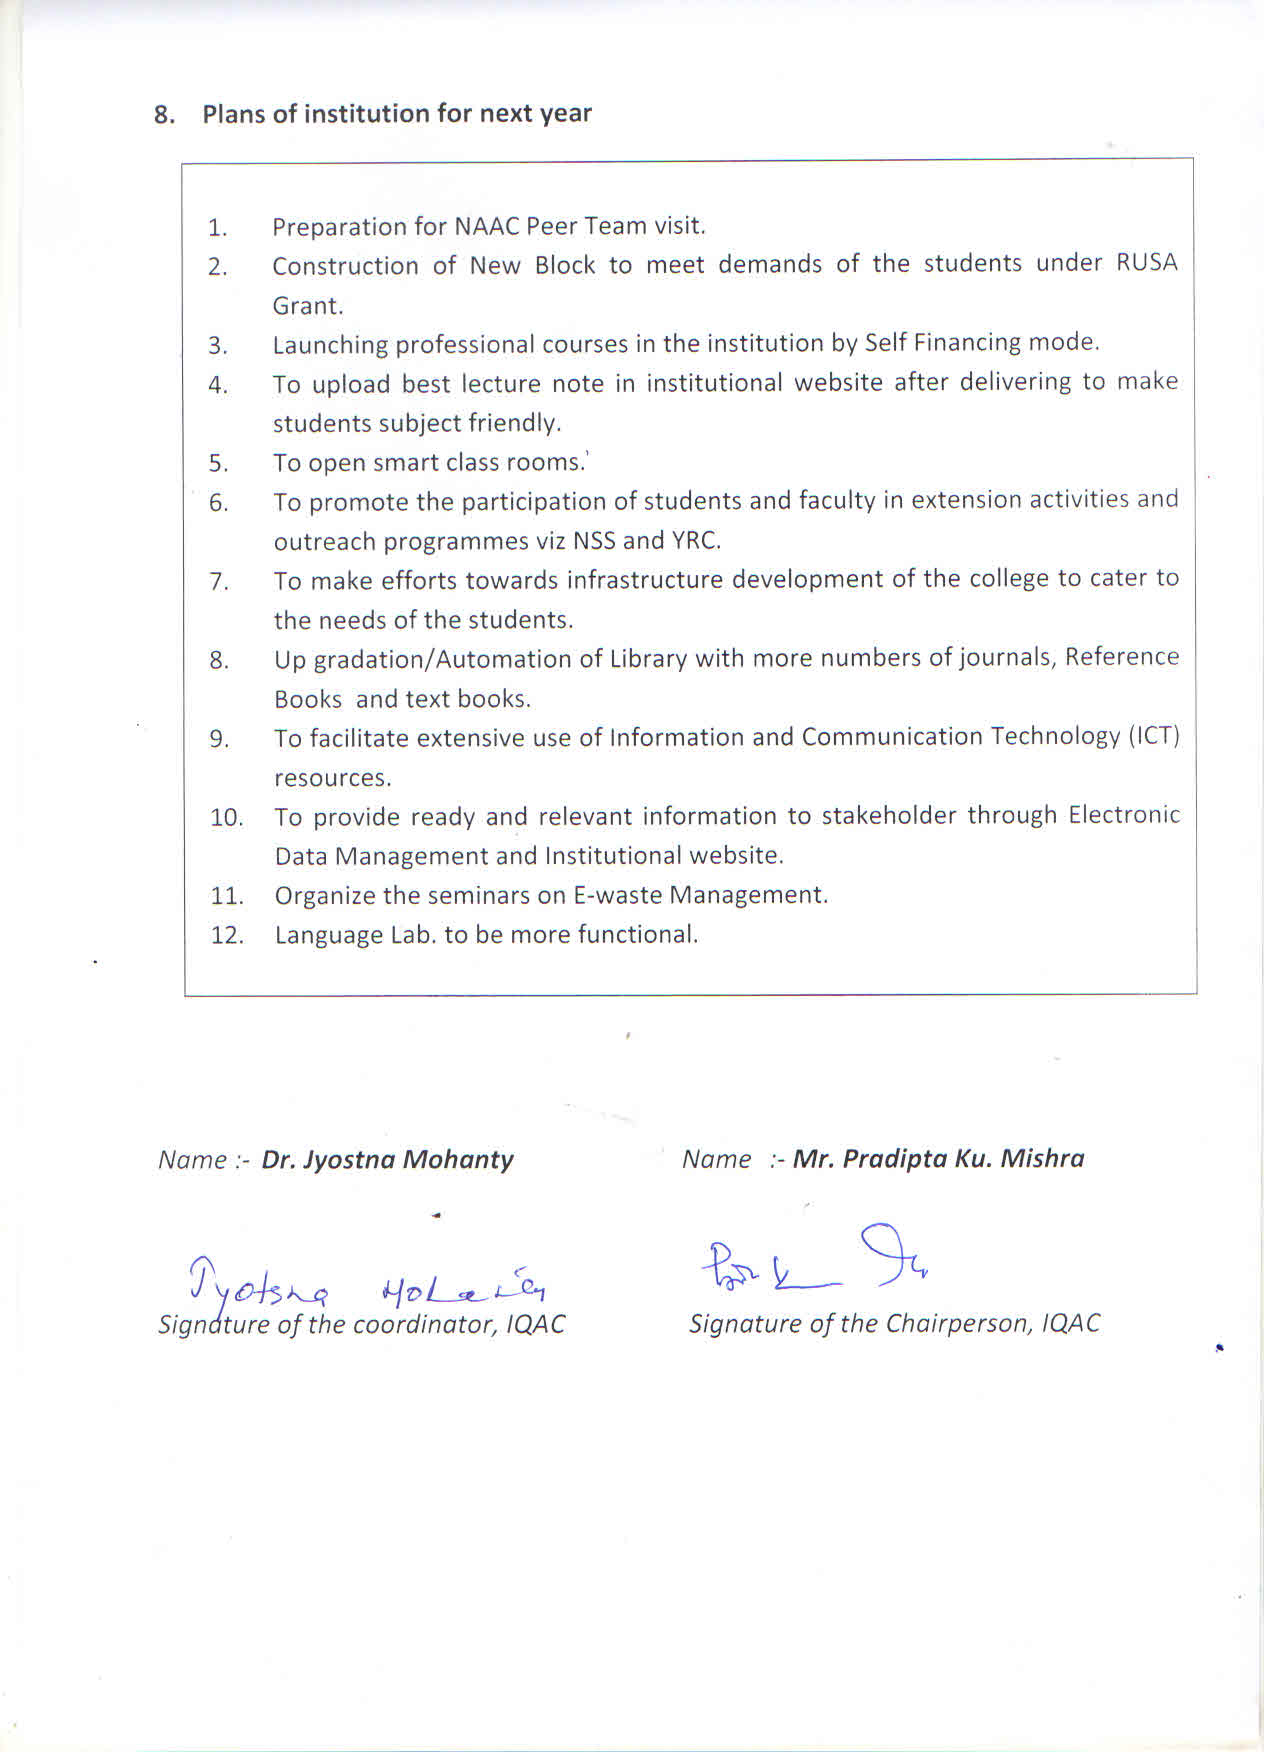 8. Plans of institution for next year
1. Preparation for NAAC Peer Team visit.
2. Construction of New Block to meet demands of the students under RUSA
Grant.
3. Launching professional courses in the institution by Self Financing mode.
4. To upload best lecture note in institutional website after delivering to make
students subject friendly.
5. To open smart class rooms.'
6. To promote the participation of students and faculty in extension activities and
outreach programmes viz NSS and YRC.
7. To make efforts towards infrastructure development of the college to cater to
the needs of the students.
8. Up gradation/Automation of Library with more numbers of journals, Reference
Books and text books.
9. To facilitate extensive use of Information and Communication Technology (ICT)
resources.
10. To provide ready and relevant information to stakeholder through Electronic
Data Management and Institutional website.
11. Organize the seminars on E-waste Management.
12. Language Lab. to be more functional.
Name :- Dr. Jyostna Mohanty Name :- Mr. Pradipta Ku. Mishra
Jyotsna
Signature of the coordinator, IQAC Signature of the Chairperson, IQAC